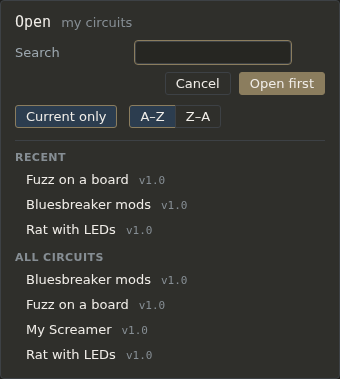 Open my circuits
Search
Cancel Open first
Current only A–Z Z–A
RECENT
Fuzz on a board v1.0
Bluesbreaker mods v1.0
Rat with LEDs v1.0
ALL CIRCUITS
Bluesbreaker mods v1.0
Fuzz on a board v1.0
My Screamer v1.0
Rat with LEDs v1.0